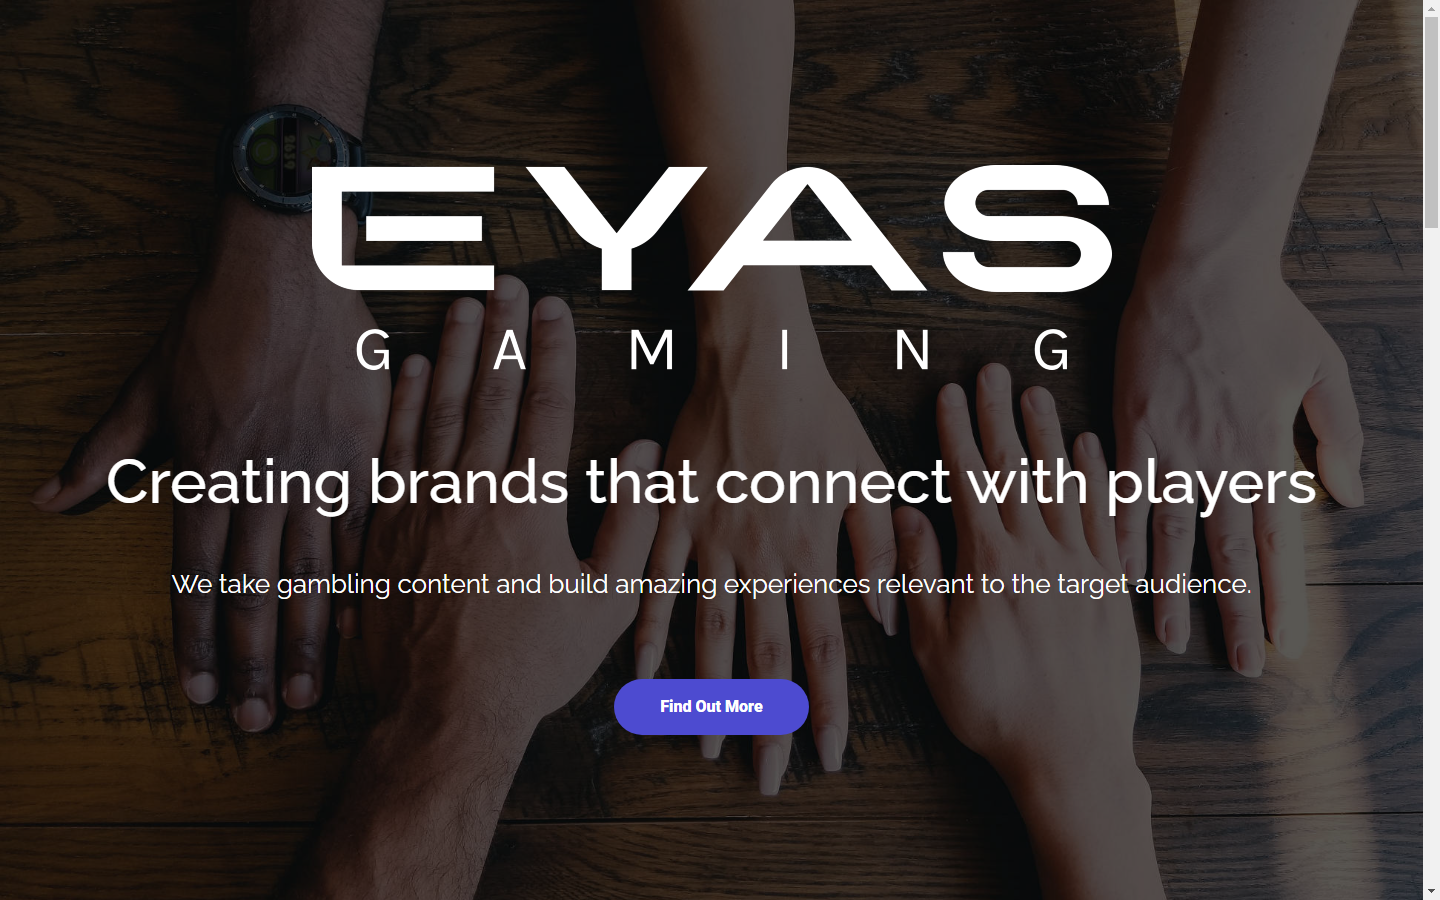 EYAS
GAMING
Creating brands that connect with players
We take gambling content and build amazing experiences relevant to the target audience.
Find Out More